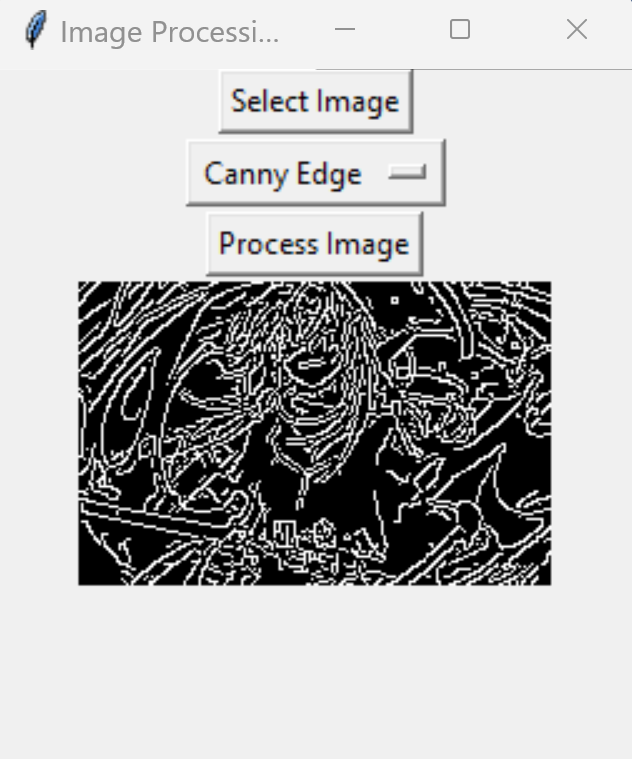 Image Processi...
Select Image
Canny Edge
Process Image